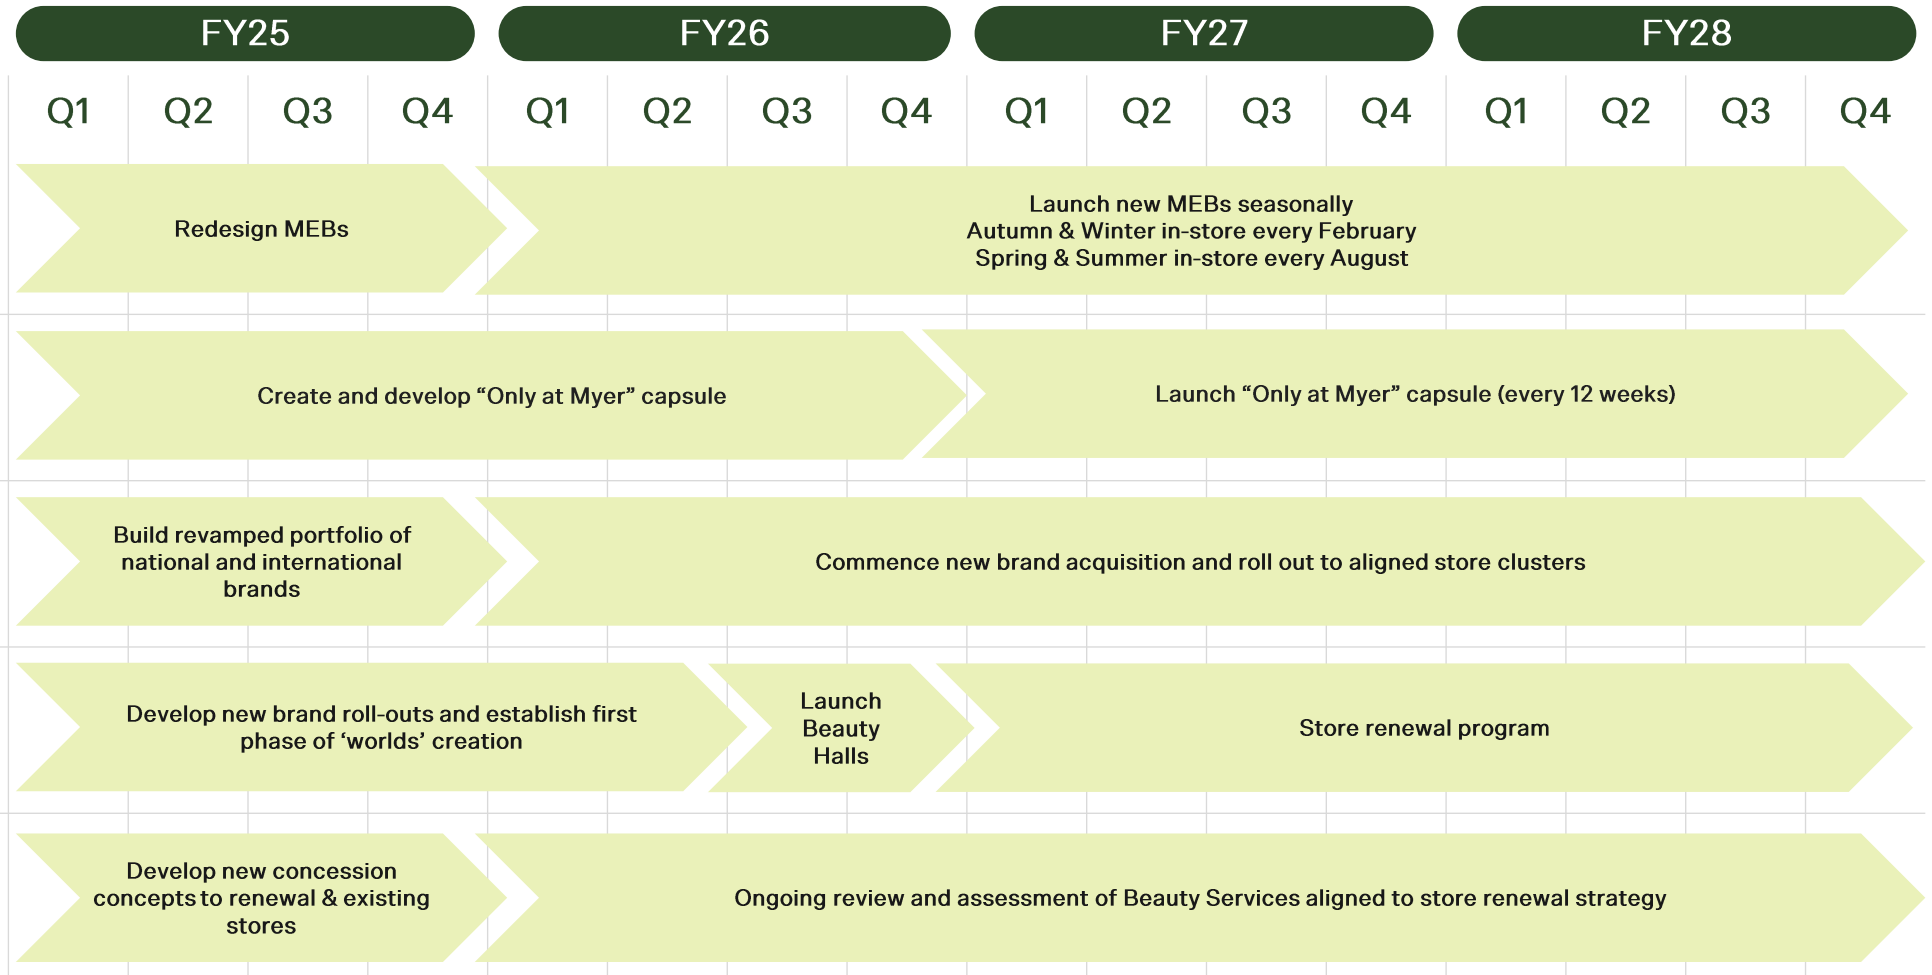 FY25 FY26 FY27 FY28
Q1 Q2 Q3 Q4 Q1 Q2 Q3 Q4 Q1 Q2 Q3 Q4 Q1 Q2 Q3 Q4
Redesign MEBs
Launch new MEBs seasonally
Autumn & Winter in-store every February
Spring & Summer in-store every August
Create and develop “Only at Myer” capsule
Launch “Only at Myer” capsule (every 12 weeks)
Build revamped portfolio of
national and international
brands
Commence new brand acquisition and roll out to aligned store clusters
Develop new brand roll-outs and establish first
phase of ‘worlds’ creation
Launch
Beauty
Halls
Store renewal program
Develop new concession
concepts to renewal & existing
stores
Ongoing review and assessment of Beauty Services aligned to store renewal strategy